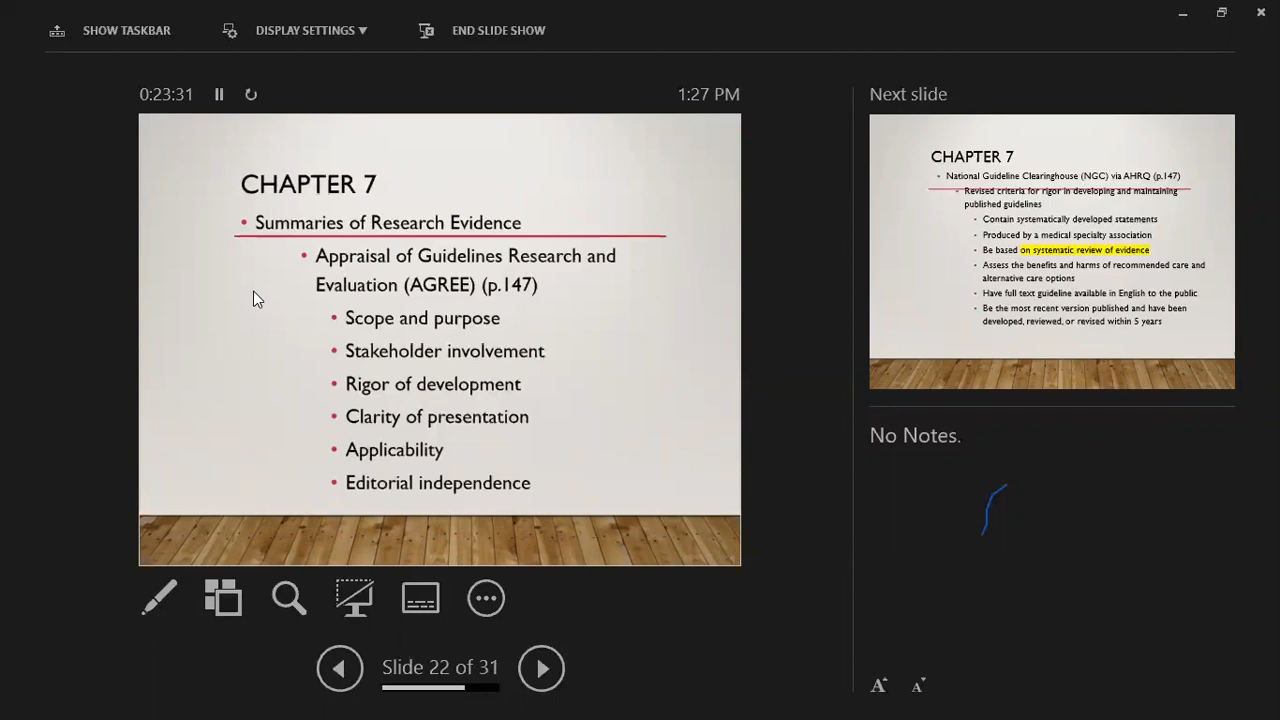 SHOW TASKBAR
DISPLAY SETTINGS ▼
END SLIDE SHOW
0:23:31
1:27 PM
CHAPTER 7
• Summaries of Research Evidence
• Appraisal of Guidelines Research and
Evaluation (AGREE) (p.147)
• Scope and purpose
• Stakeholder involvement
• Rigor of development
• Clarity of presentation
• Applicability
• Editorial independence
Slide 22 of 31
Next slide
CHAPTER 7
• National Guideline Clearinghouse (NGC) via AHRQ (p.147)
• Revised criteria for rigor in developing and maintaining
published guidelines
• Contain systematically developed statements
• Produced by a medical specialty association
• Be based on systematic review of evidence
• Assess the benefits and harms of recommended care and
alternative care options
• Have full text guideline available in English to the public
• Be the most recent version published and have been
developed, reviewed, or revised within 5 years
No Notes.
A A